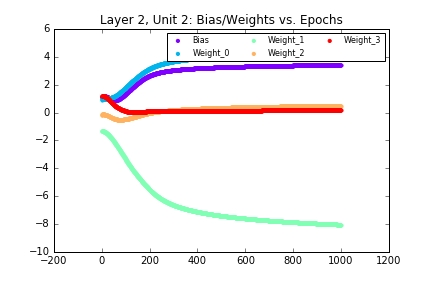 Layer 2, Unit 2: Bias/Weights vs. Epochs
6
4
2
0
−2
−4
−6
−8
−10
Bias Weight_1 Weight_3
Weight_0 Weight_2
−200 0 200 400 600 800 1000 1200